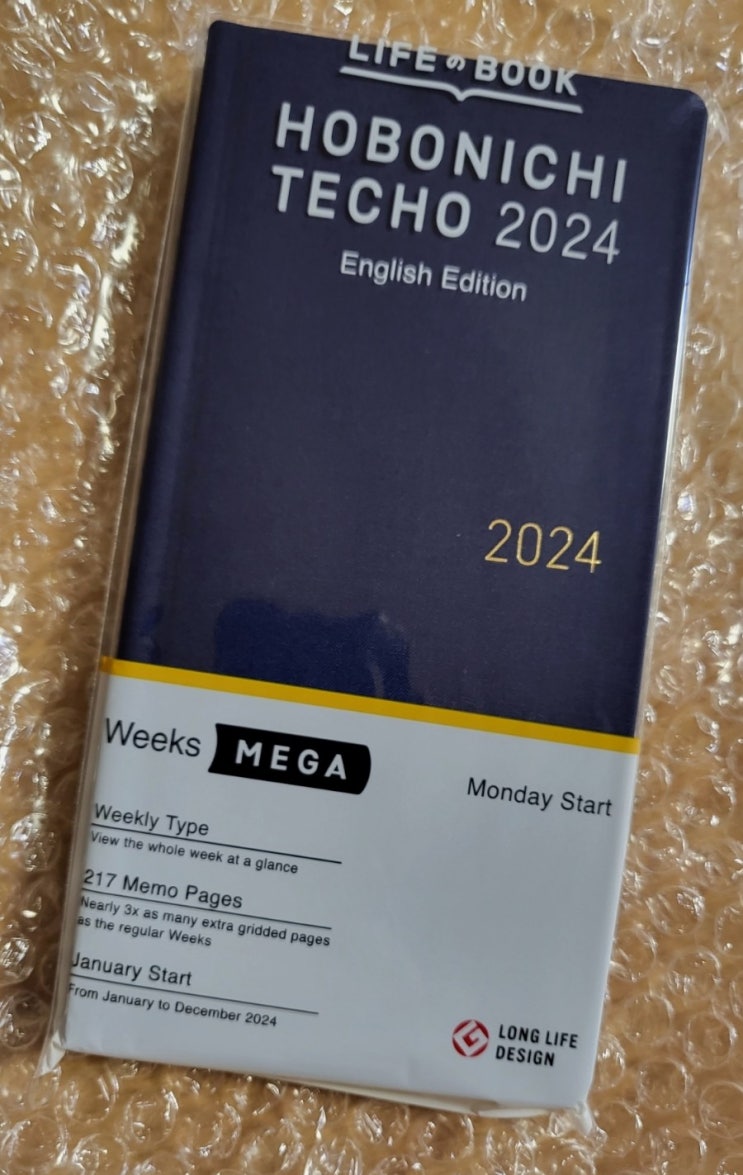 LIFEのBOOK
HOBONICHI
TECHO 2024
English Edition
2024
Weeks MEGA
Monday Start
Weekly Type
View the whole week at a glance
217 Memo Pages
Nearly 3x as many extra gridded pages
as the regular Weeks
January Start
From January to December 2024
LONG LIFE
DESIGN